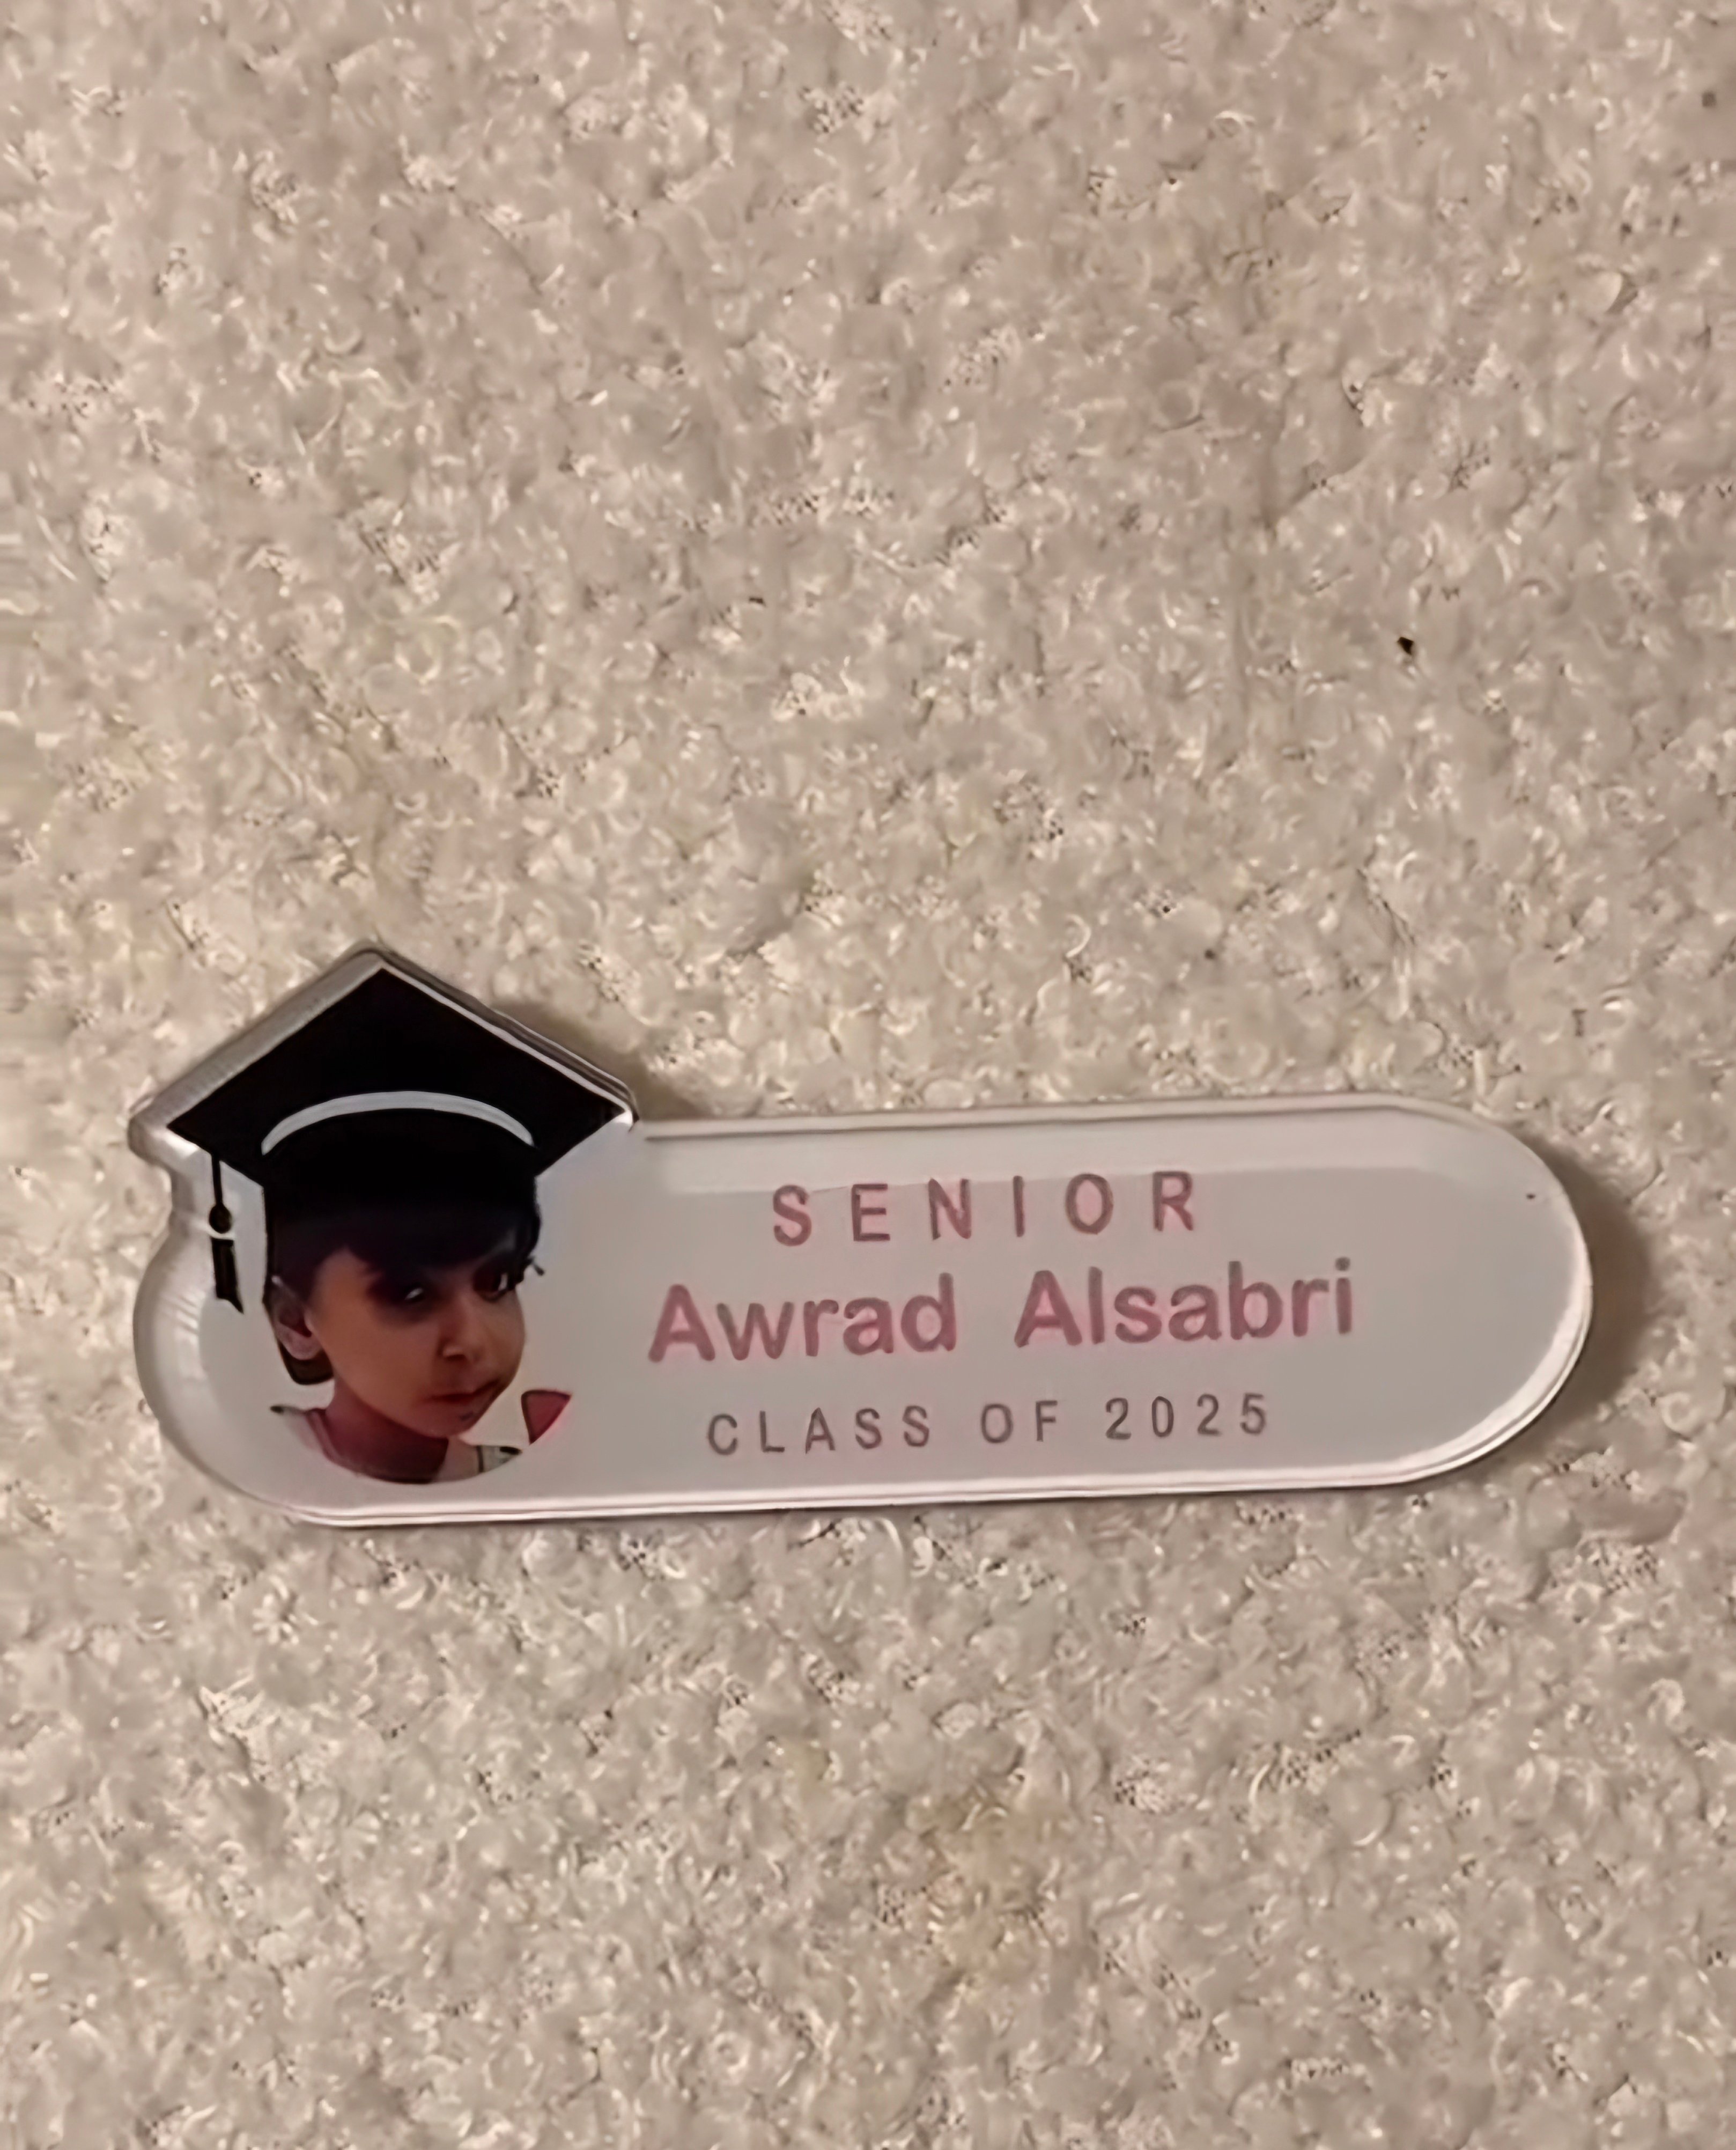 SENIOR
Awrad Alsabri
CLASS OF 2025